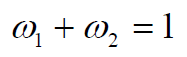 ω₁ + ω₂ = 1